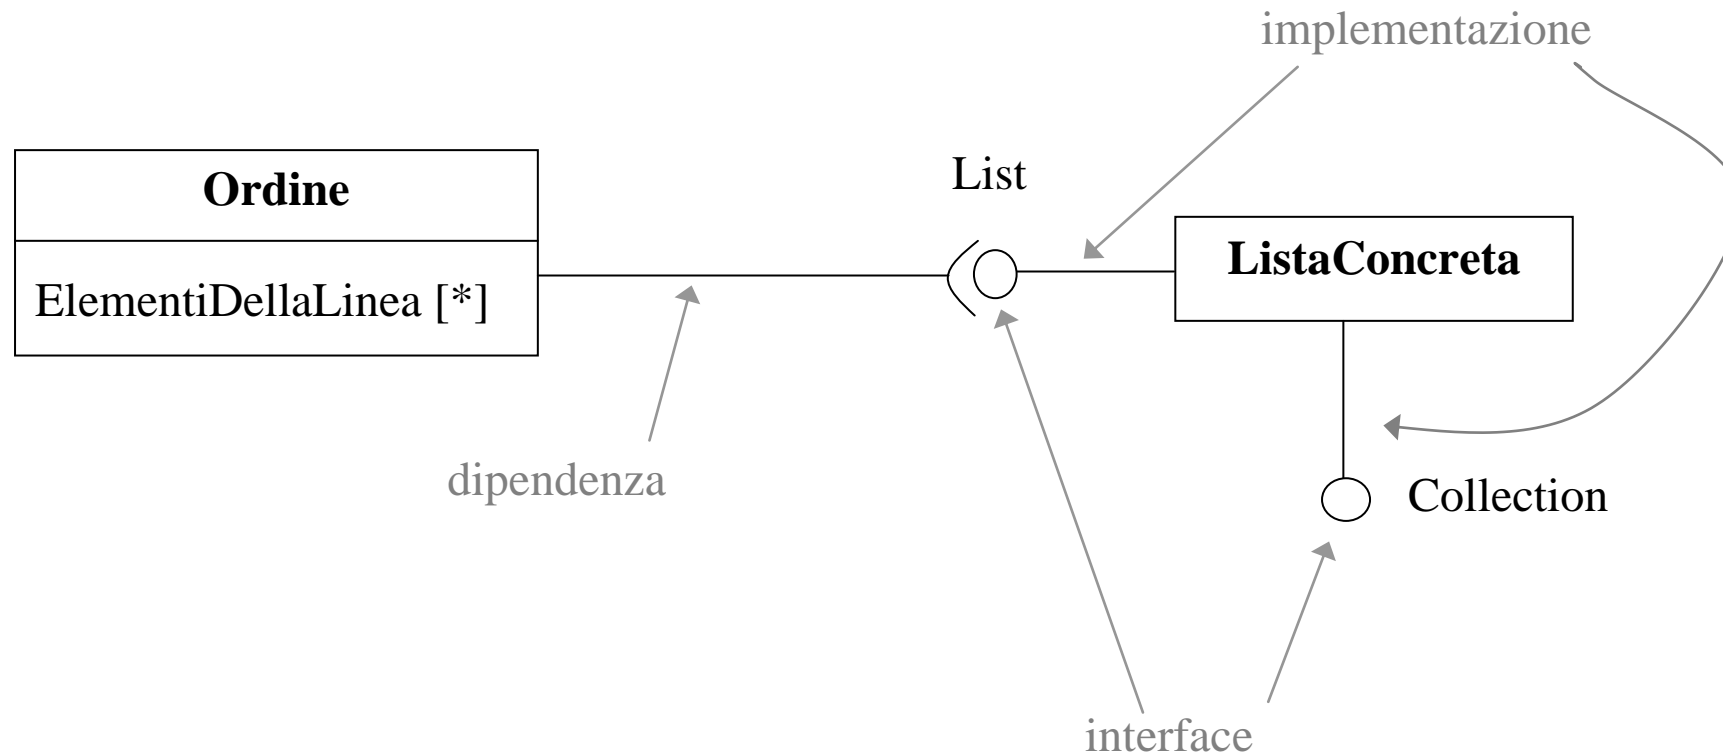 implementazione
List
Ordine
ListaConcreta
ElementiDellaLinea [*]
dipendenza
Collection
interface